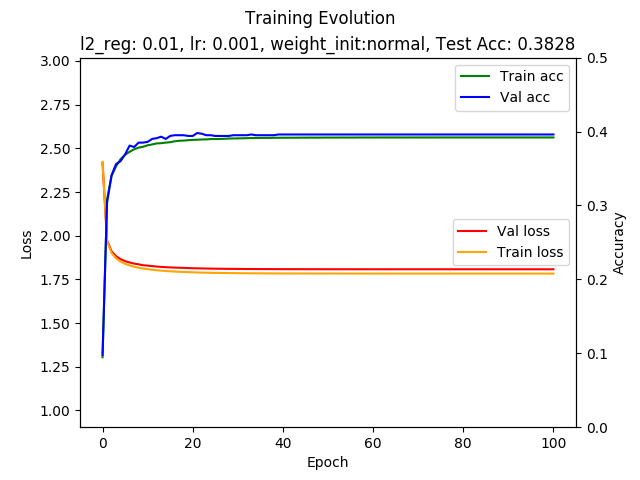 Training Evolution
l2_reg: 0.01, lr: 0.001, weight_init:normal, Test Acc: 0.3828
3.00
2.75
2.50
2.25
2.00
1.75
1.50
1.25
1.00
Loss
Train acc
Val acc
Val loss
Train loss
0.5
0.4
0.3
0.2
0.1
0.0
Accuracy
0 20 40 60 80 100
Epoch